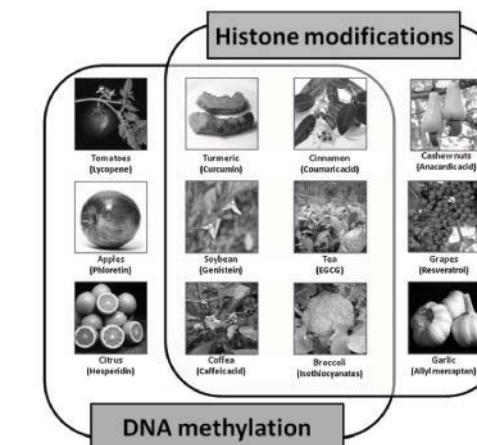 Histone modifications
Tomatoes
(Lycopene)
Turmeric
(Curcumin)
Cinnamon
(Coumaric acid)
Cashew nuts
(Anacardic acid)
Apples
(Phloretin)
Soybean
(Genistein)
Tea
(EGCG)
Grapes
(Resveratrol)
Citrus
(Hesperidin)
Coffea
(Caffeic acid)
Broccoli
(Isothiocyanates)
Garlic
(Allyl mercaptan)
DNA methylation